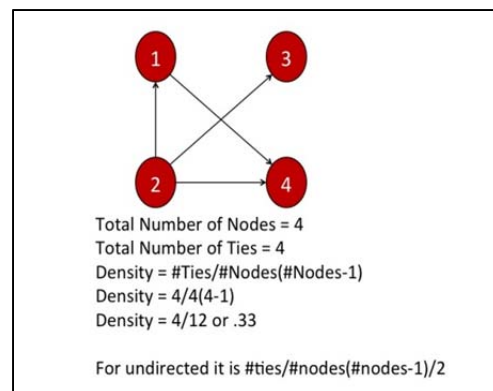 1 3
2 4
Total Number of Nodes = 4
Total Number of Ties = 4
Density = #Ties/#Nodes(#Nodes-1)
Density = 4/4(4-1)
Density = 4/12 or .33
For undirected it is #ties/#nodes(#nodes-1)/2